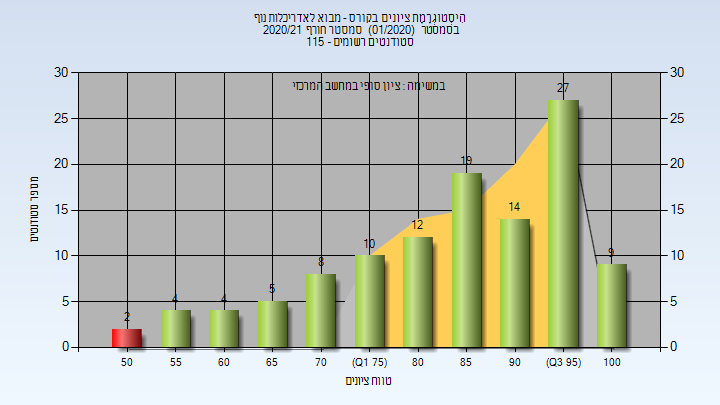 היסטוגרמת ציונים בקורס - מבוא לאדריכלות נוף
בסמסטר (01/2020) סמסטר חורף 2020/21
סטודנטים רשומים - 115
במשימה : ציון סופי במחשב המרכזי
30 30
25 25
20 20
15 15
10 10
5 5
0 0
מספר סטודנטים
2 4 4 5 8 10 12 19 14 27 9
50 55 60 65 70 (Q1 75) 80 85 90 (Q3 95) 100
טווח ציונים